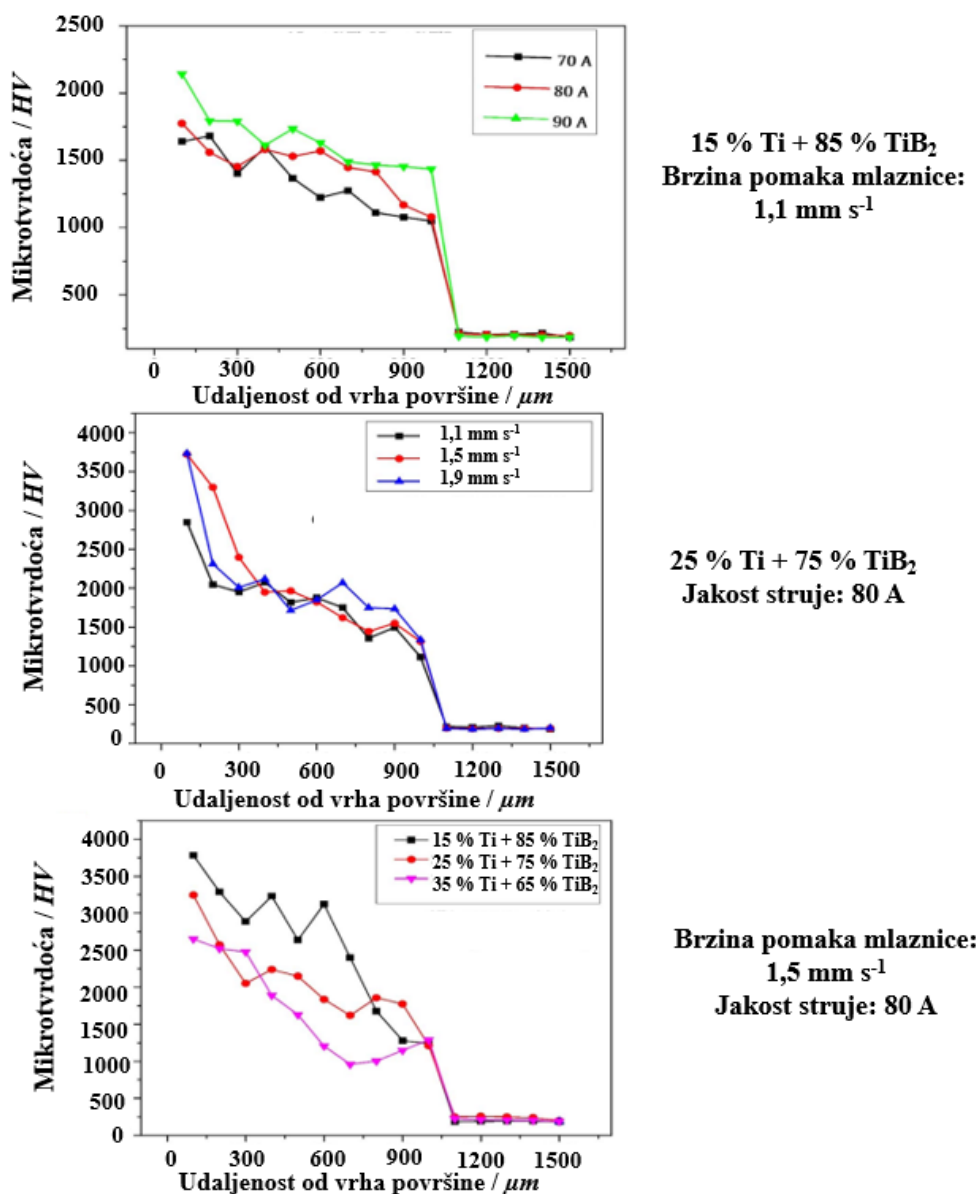 2500
2000
1500
1000
500
0 300 600 900 1200 1500
Mikrotvrdoća / HV
Udaljenost od vrha površine / µm
70 A
80 A
90 A
15 % Ti + 85 % TiB₂
Brzina pomaka mlaznice:
1,1 mm s⁻¹
4000
3500
3000
2500
2000
1500
1000
500
0
0 300 600 900 1200 1500
Mikrotvrdoća / HV
Udaljenost od vrha površine / µm
1,1 mm s⁻¹
1,5 mm s⁻¹
1,9 mm s⁻¹
25 % Ti + 75 % TiB₂
Jakost struje: 80 A
4000
3500
3000
2500
2000
1500
1000
500
0
0 300 600 900 1200 1500
Mikrotvrdoća / HV
Udaljenost od vrha površine / µm
15 % Ti + 85 % TiB₂
25 % Ti + 75 % TiB₂
35 % Ti + 65 % TiB₂
Brzina pomaka mlaznice:
1,5 mm s⁻¹
Jakost struje: 80 A